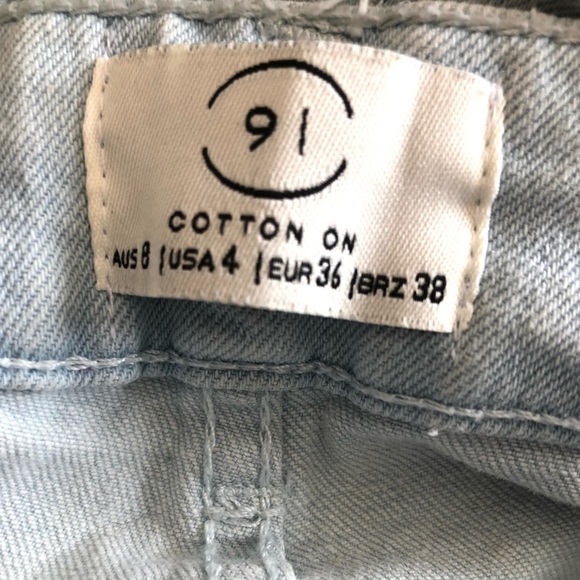 91
COTTON ON
AUS 8 | USA 4 | EUR 36 | BRZ 38